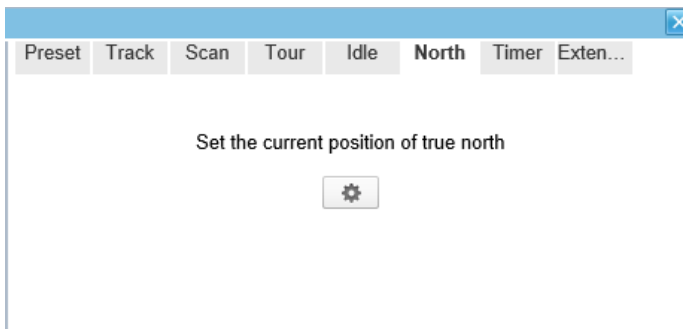 Preset Track Scan Tour Idle North Timer Exten...
Set the current position of true north